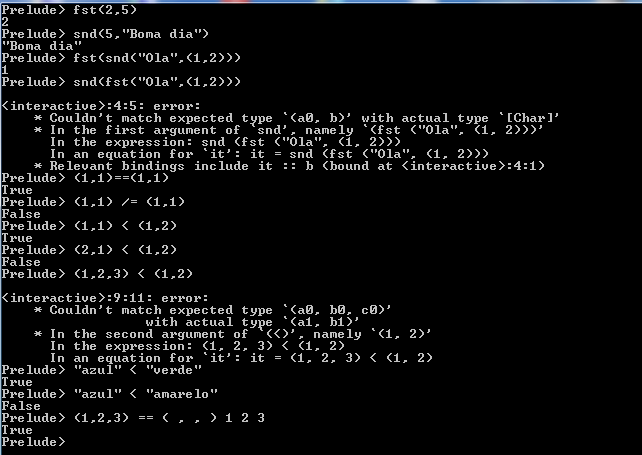 Prelude> fst(2,5)
2
Prelude> snd(5,"Boma dia")
"Boma dia"
Prelude> fst(snd("Ola",(1,2)))
1
Prelude> snd(fst("Ola",(1,2)))
<interactive>:4:5: error:
* Couldn't match expected type `(a0, b)' with actual type `[Char]'
* In the first argument of `snd', namely `(fst ("Ola", (1, 2)))'
In the expression: snd (fst ("Ola", (1, 2)))
In an equation for `it': it = snd (fst ("Ola", (1, 2)))
* Relevant bindings include it :: b (bound at <interactive>:4:1)
Prelude> (1,1)==(1,1)
True
Prelude> (1,1) /= (1,1)
False
Prelude> (1,1) < (1,2)
True
Prelude> (2,1) < (1,2)
False
Prelude> (1,2,3) < (1,2)
<interactive>:9:11: error:
* Couldn't match expected type `(a0, b0, c0)'
with actual type `(a1, b1)'
* In the second argument of `(<)', namely `(1, 2)'
In the expression: (1, 2, 3) < (1, 2)
In an equation for `it': it = (1, 2, 3) < (1, 2)
Prelude> "azul" < "verde"
True
Prelude> "azul" < "amarelo"
False
Prelude> (1,2,3) == ( , , ) 1 2 3
True
Prelude>